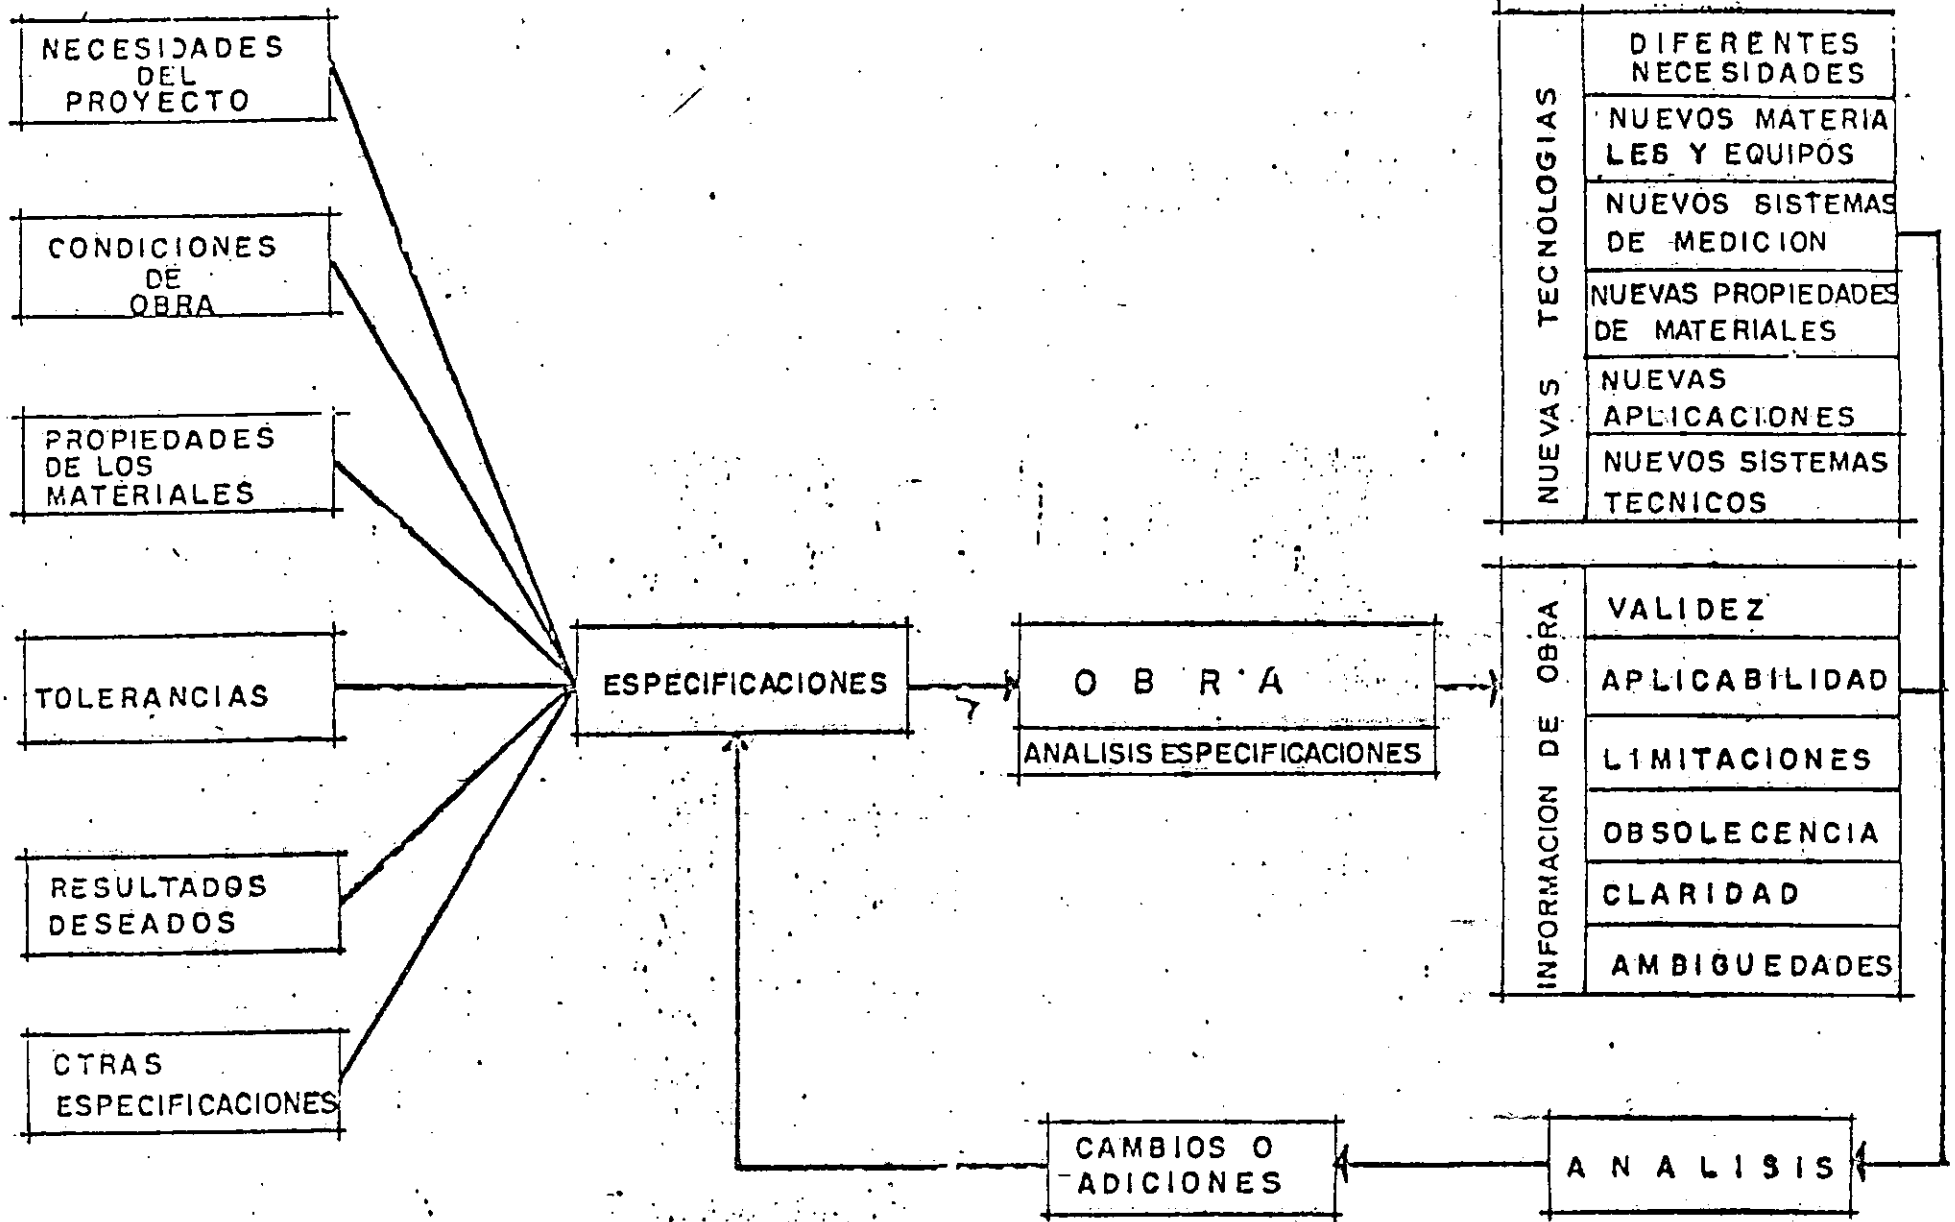 NECESIDADES
DEL
PROYECTO
CONDICIONES
DE
OBRA
PROPIEDADES
DE LOS
MATERIALES
TOLERANCIAS
RESULTADOS
DESEADOS
OTRAS
ESPECIFICACIONES
ESPECIFICACIONES
OBRA
ANALISIS ESPECIFICACIONES
NUEVAS TECNOLOGIAS
DIFERENTES
NECESIDADES
NUEVOS MATERIA
LES Y EQUIPOS
NUEVOS SISTEMAS
DE MEDICION
NUEVAS PROPIEDADES
DE MATERIALES
NUEVAS
APLICACIONES
NUEVOS SISTEMAS
TECNICOS
INFORMACION DE OBRA
VALIDEZ
APLICABILIDAD
LIMITACIONES
OBSOLECENCIA
CLARIDAD
AMBIGUEDADES
CAMBIOS O
ADICIONES
ANALISIS